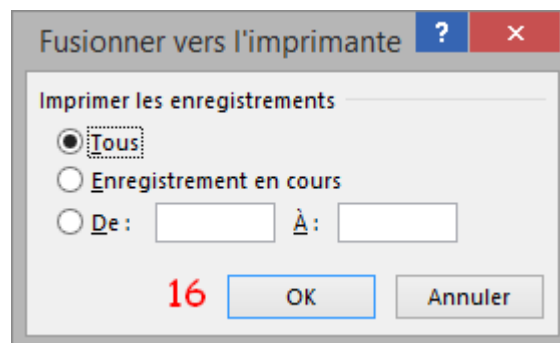 Fusionner vers l'imprimante ? ×
Imprimer les enregistrements
Tous
Enregistrement en cours
De : À :
16 OK Annuler